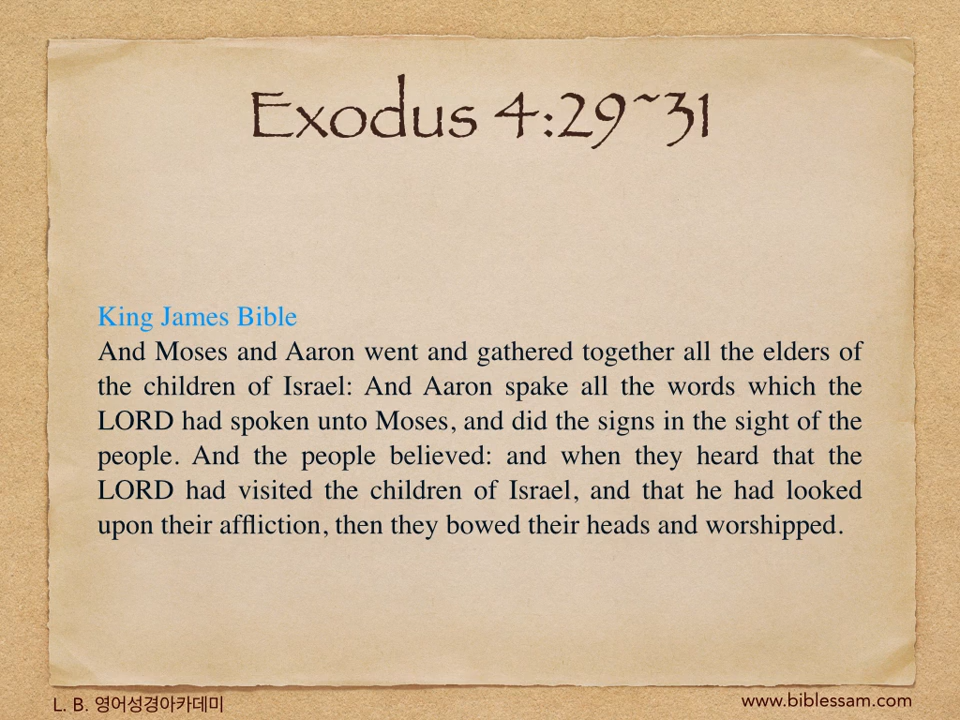 Exodus 4:29~31
King James Bible
And Moses and Aaron went and gathered together all the elders of
the children of Israel: And Aaron spake all the words which the
LORD had spoken unto Moses, and did the signs in the sight of the
people. And the people believed: and when they heard that the
LORD had visited the children of Israel, and that he had looked
upon their affliction, then they bowed their heads and worshipped.
L. B. 영어성경아카데미
www.biblessam.com